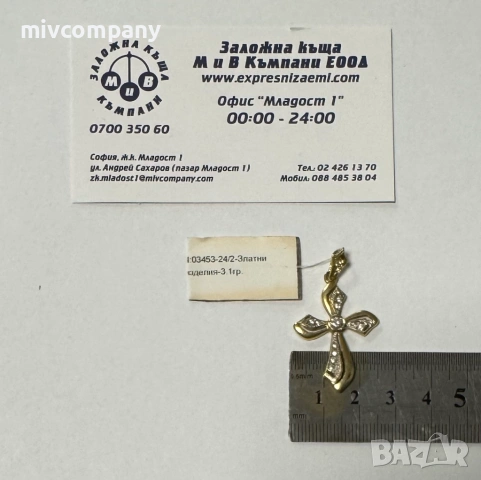 mivcompany
ЗАЛОЖНА КЪЩА
М И В
КЪМПАНИ
0700 350 60
Заложна къща
М и В Къмпани ЕООД
www.expresnizaemi.com
Офис "Младост 1"
00:00 - 24:00
София, ж.к. Младост 1
ул. Андрей Сахаров (пазар Младост 1)
zk.mladost1@mivcompany.com
Тел.: 02 426 13 70
Мобил.: 088 485 38 04
:03453-24/2-Златни
зделия-3.1гр.
1 2 3 4 5
BAZAR